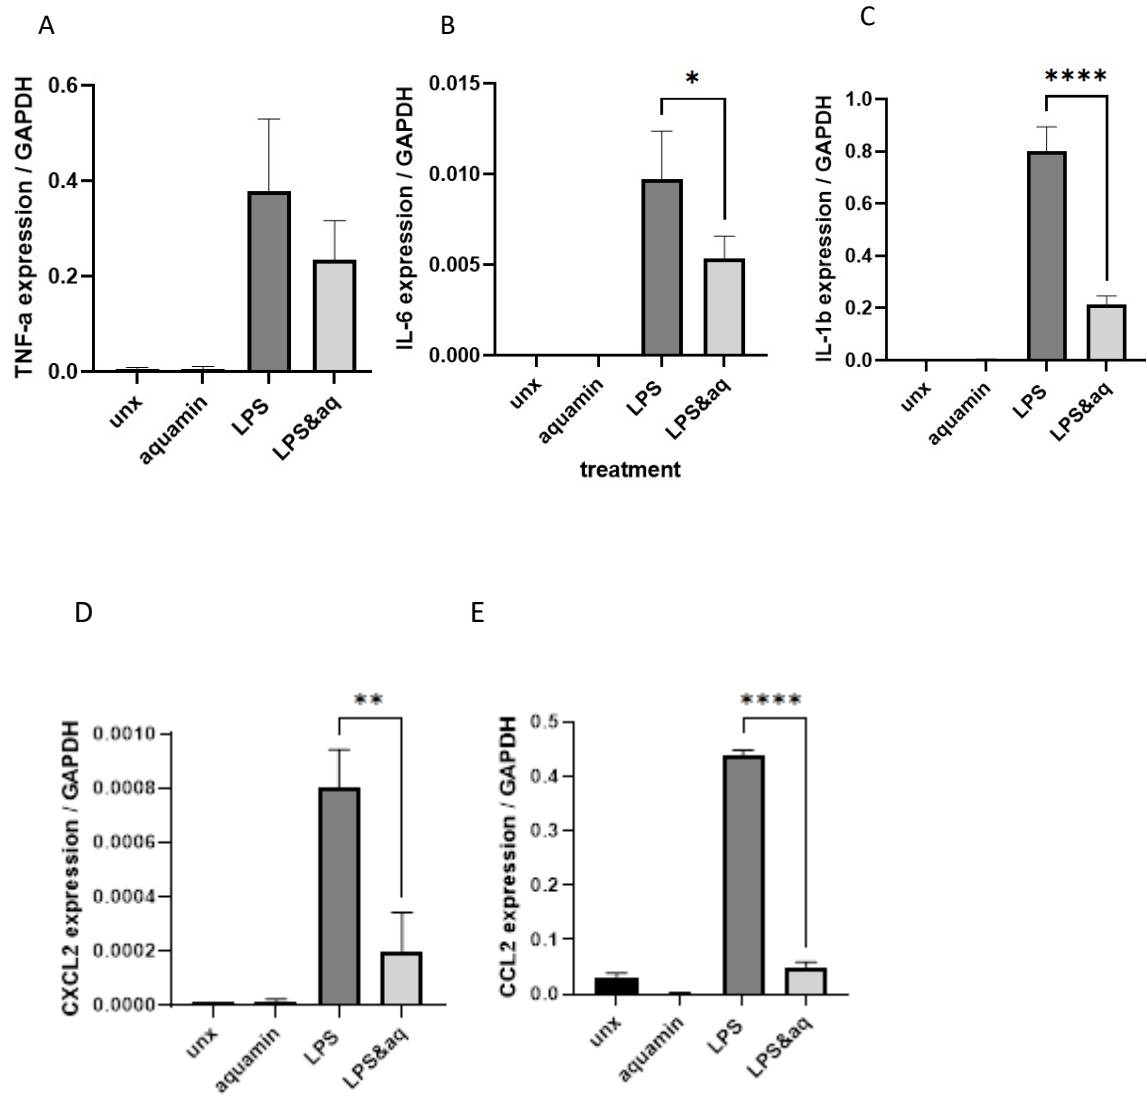 A
TNF-a expression / GAPDH
0.6
0.4
0.2
0.0
unx
aquamin
LPS
LPS&aq
B
IL-6 expression / GAPDH
0.015
0.010
0.005
0.000
*
unx
aquamin
LPS
LPS&aq
treatment
C
IL-1b expression / GAPDH
1.0
0.8
0.6
0.4
0.2
0.0
****
unx
aquamin
LPS
LPS&aq
D
CXCL2 expression / GAPDH
0.0010
0.0008
0.0006
0.0004
0.0002
0.0000
**
unx
aquamin
LPS
LPS&aq
E
CCL2 expression / GAPDH
0.5
0.4
0.3
0.2
0.1
0.0
****
unx
aquamin
LPS
LPS&aq